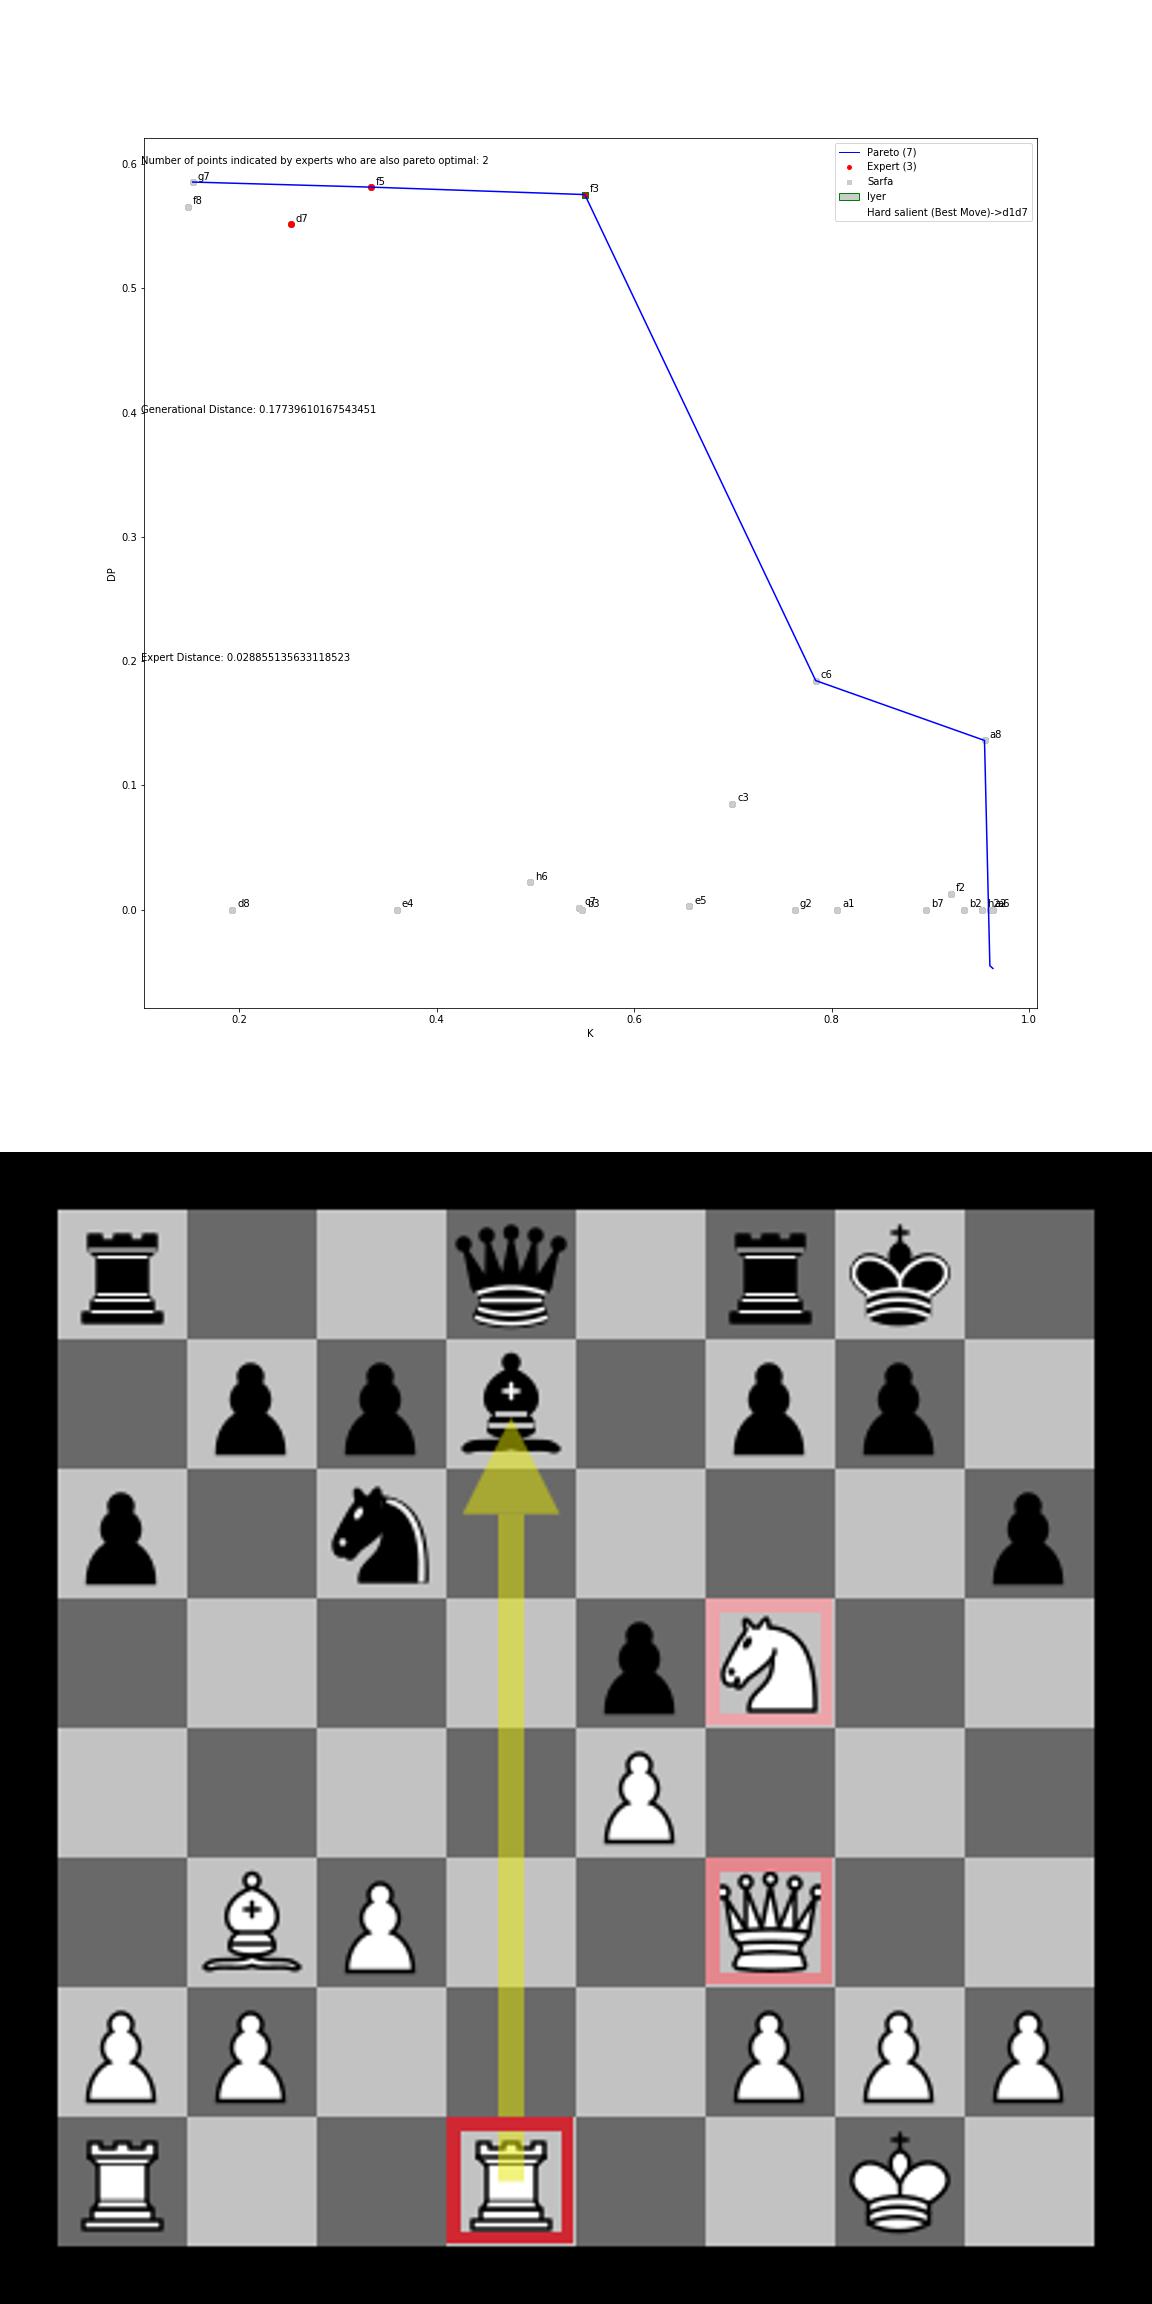 Number of points indicated by experts who are also pareto optimal: 2
Pareto (7)
Expert (3)
Sarfa
Iyer
Hard salient (Best Move)->d1d7
0.6
g7
f5
f3
f8
d7
0.5
0.4
Generational Distance: 0.17739610167543451
0.3
DP
0.2
Expert Distance: 0.028855135633118523
c6
a8
0.1
c3
h6
f2
0.0
d8
e4
b3
e5
g2
a1
b7
b2
0.2
0.4
0.6
0.8
1.0
K